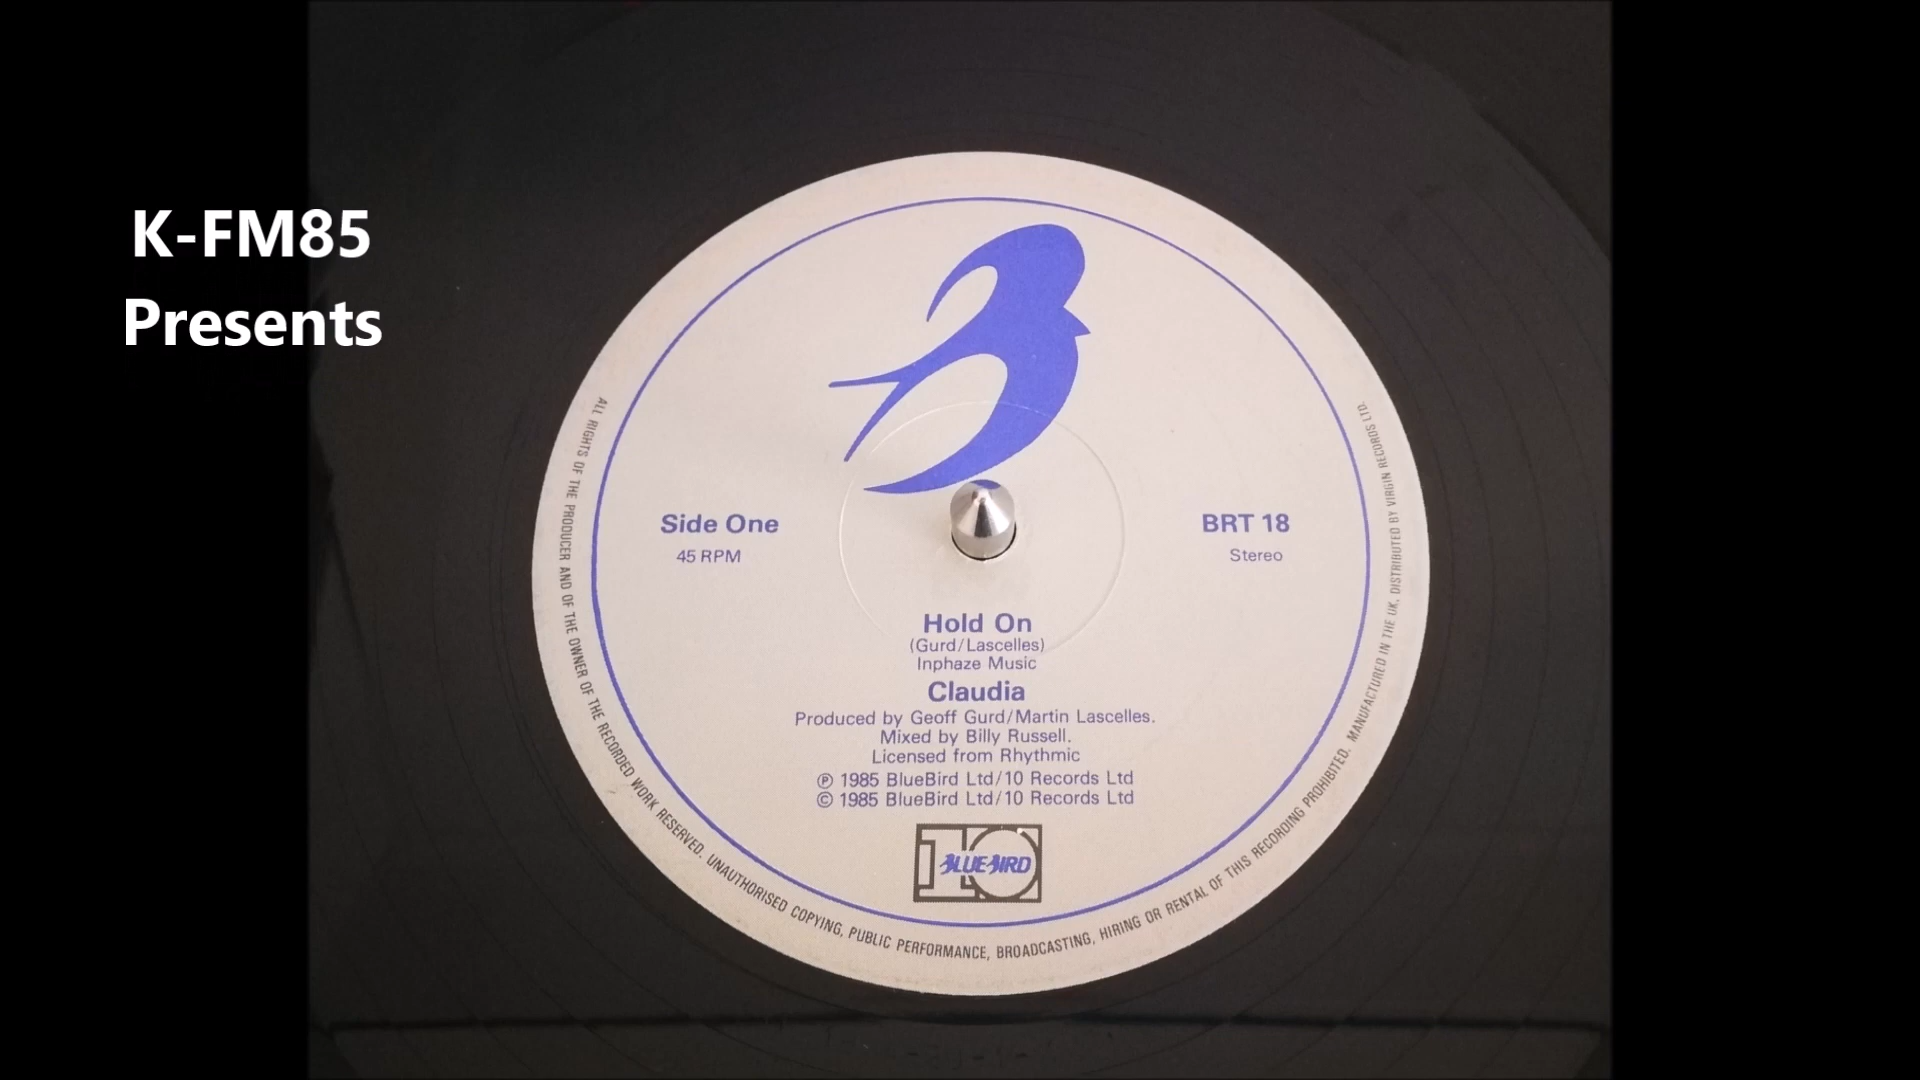 K-FM85
Presents
Side One
45 RPM
BRT 18
Stereo
Hold On
(Gurd/Lascelles)
Inphaze Music
Claudia
Produced by Geoff Gurd/Martin Lascelles.
Mixed by Billy Russell.
Licensed from Rhythmic
℗ 1985 BlueBird Ltd/10 Records Ltd
© 1985 BlueBird Ltd/10 Records Ltd
10
BLUEBIRD
ALL RIGHTS OF THE PRODUCER AND OF THE OWNER OF THE RECORDED WORK RESERVED. UNAUTHORISED COPYING, PUBLIC PERFORMANCE, BROADCASTING, HIRING OR RENTAL OF THIS RECORDING PROHIBITED. MANUFACTURED IN THE UK. DISTRIBUTED BY VIRGIN RECORDS LTD.